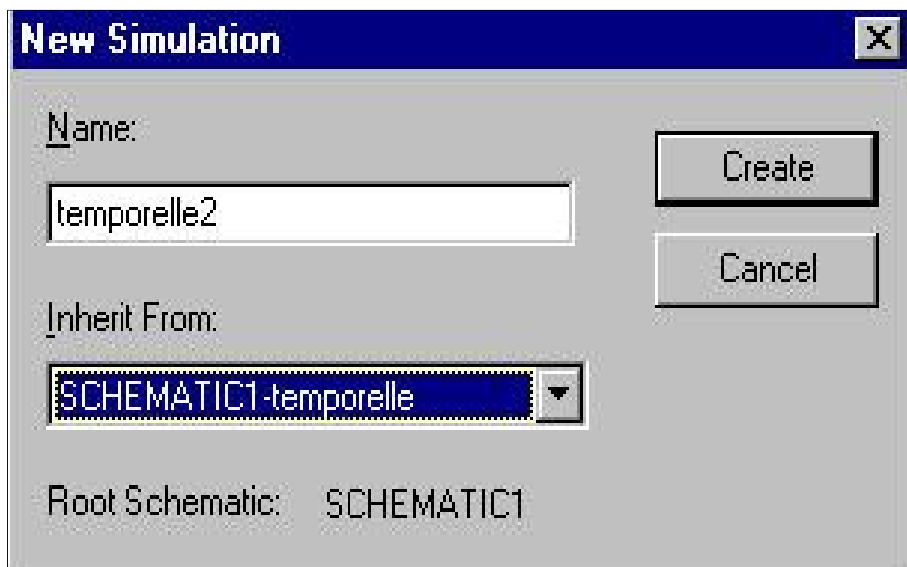 New Simulation
Name:
Create
temporelle2
Cancel
Inherit From:
SCHEMATIC1-temporelle
Root Schematic: SCHEMATIC1